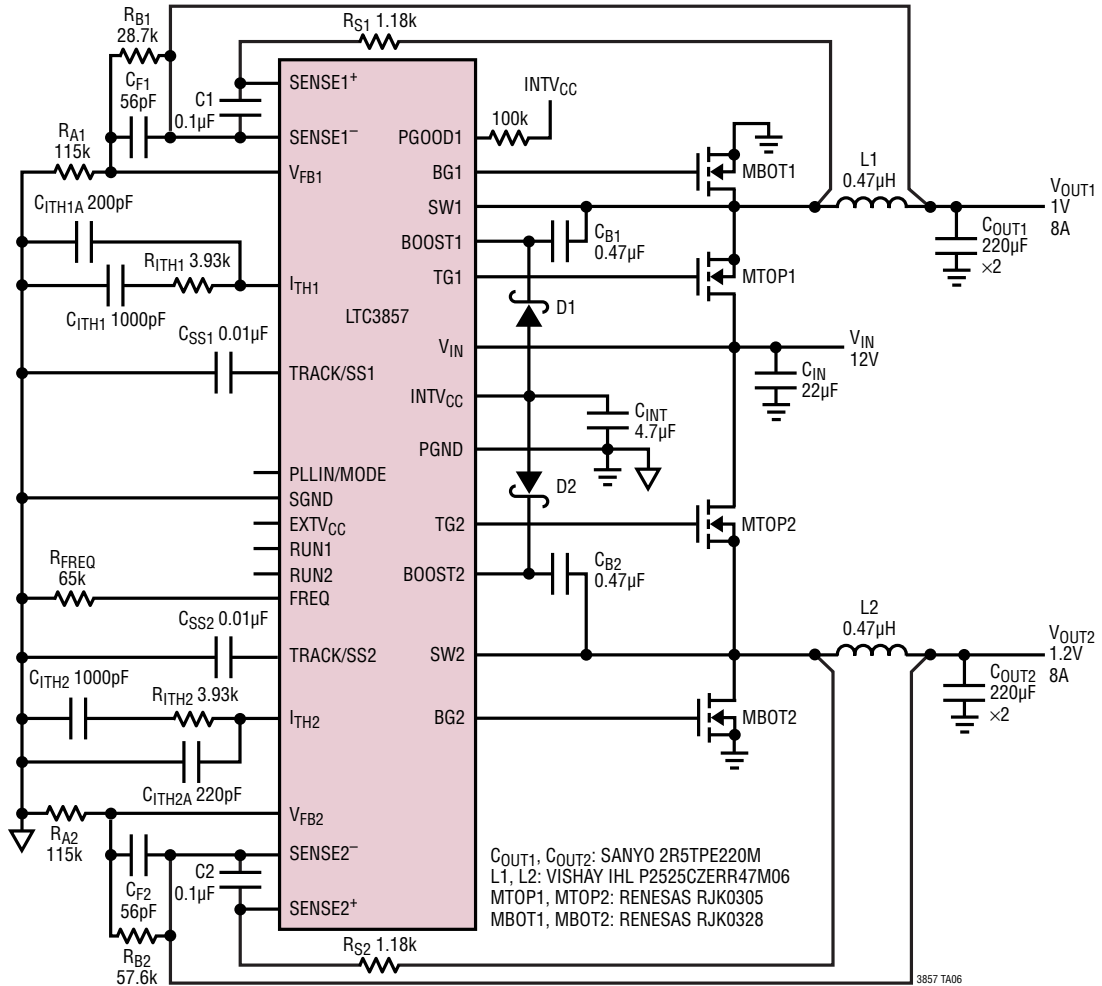 RB1
28.7k
CF1
56pF
RA1
115k
C1
0.1µF
RS1 1.18k
CITH1A 200pF
RITH1 3.93k
CITH1 1000pF
CSS1 0.01µF
RFREQ
65k
CSS2 0.01µF
CITH2 1000pF
RITH2 3.93k
CITH2A 220pF
RA2
115k
CF2
56pF
C2
0.1µF
RB2
57.6k
RS2 1.18k
SENSE1+
SENSE1–
VFB1
ITH1
LTC3857
TRACK/SS1
PLLIN/MODE
SGND
EXTVCC
RUN1
RUN2
FREQ
TRACK/SS2
ITH2
VFB2
SENSE2–
SENSE2+
PGOOD1
BG1
SW1
BOOST1
TG1
VIN
INTVCC
PGND
TG2
BOOST2
SW2
BG2
100k
INTVCC
MBOT1
L1
0.47µH
VOUT1
1V
8A
COUT1
220µF
×2
CB1
0.47µF
MTOP1
D1
VIN
12V
CIN
22µF
CINT
4.7µF
D2
MTOP2
CB2
0.47µF
L2
0.47µH
VOUT2
1.2V
8A
COUT2
220µF
×2
MBOT2
COUT1, COUT2: SANYO 2R5TPE220M
L1, L2: VISHAY IHL P2525CZERR47M06
MTOP1, MTOP2: RENESAS RJK0305
MBOT1, MBOT2: RENESAS RJK0328
3857 TA06